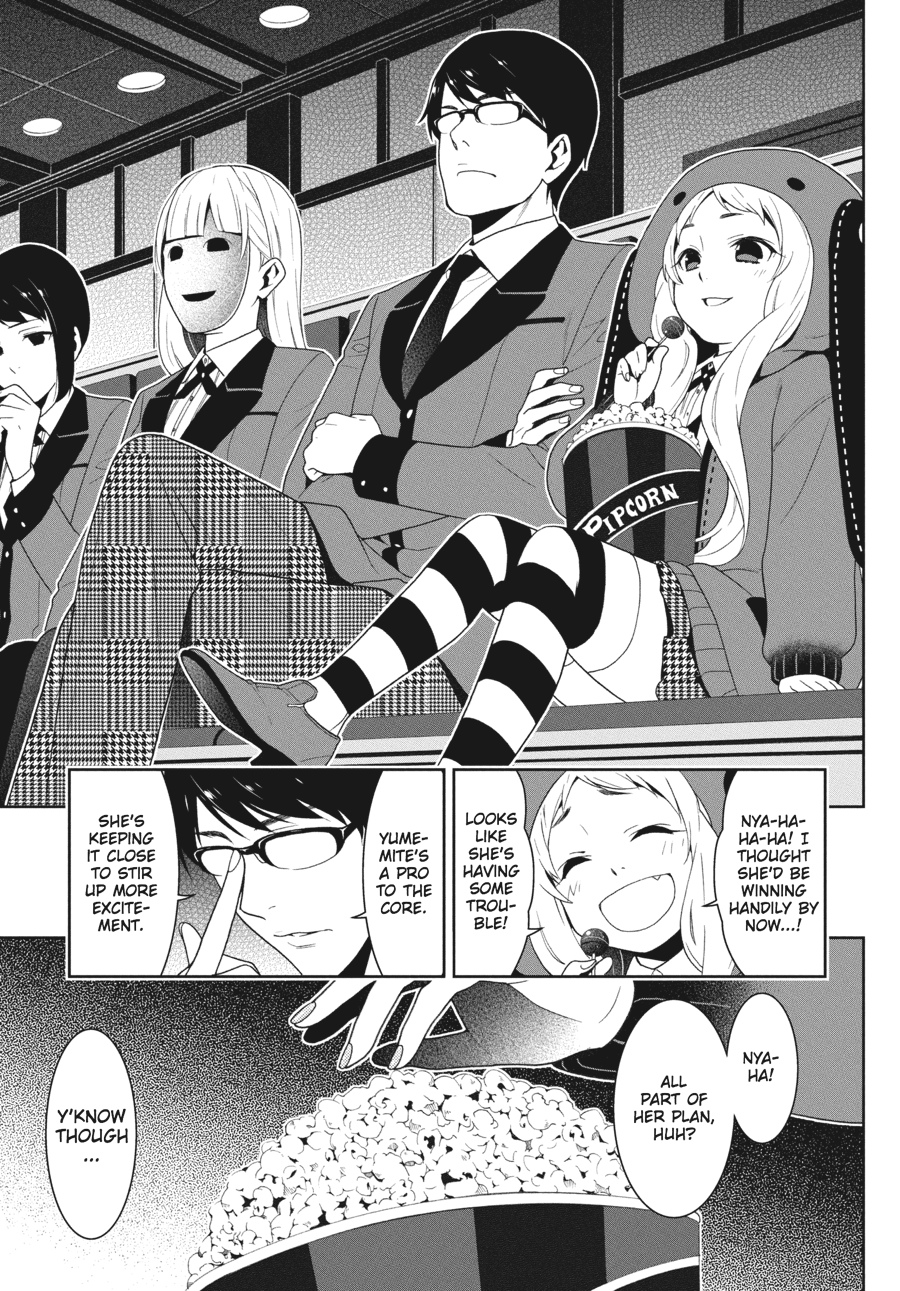 PIPCORN
NYA-HA-
HA-HA! I
THOUGHT
SHE'D BE
WINNING
HANDILY BY
NOW...!
LOOKS
LIKE
SHE'S
HAVING
SOME
TROU-
BLE!
YUME-
MITE'S
A PRO
TO THE
CORE.
SHE'S
KEEPING
IT CLOSE
TO STIR
UP MORE
EXCITE-
MENT.
NYA-
HA!
ALL
PART OF
HER PLAN,
HUH?
Y'KNOW
THOUGH
...